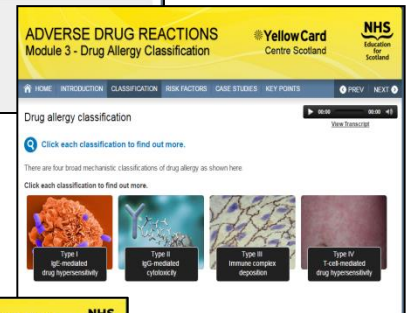 ADVERSE DRUG REACTIONS
Module 3 - Drug Allergy Classification
YellowCard
Centre Scotland
NHS
Education
for
Scotland
HOME INTRODUCTION CLASSIFICATION RISK FACTORS CASE STUDIES KEY POINTS PREV NEXT
Drug allergy classification
00:00 00:00
View Transcript
Click each classification to find out more.
There are four broad mechanistic classifications of drug allergy as shown here
Click each classification to find out more.
Type I
IgE-mediated
drug hypersensitivity
Type II
IgG-mediated
cytotoxicity
Type III
Immune complex
deposition
Type IV
T-cell-mediated
drug hypersensitivity
NHS